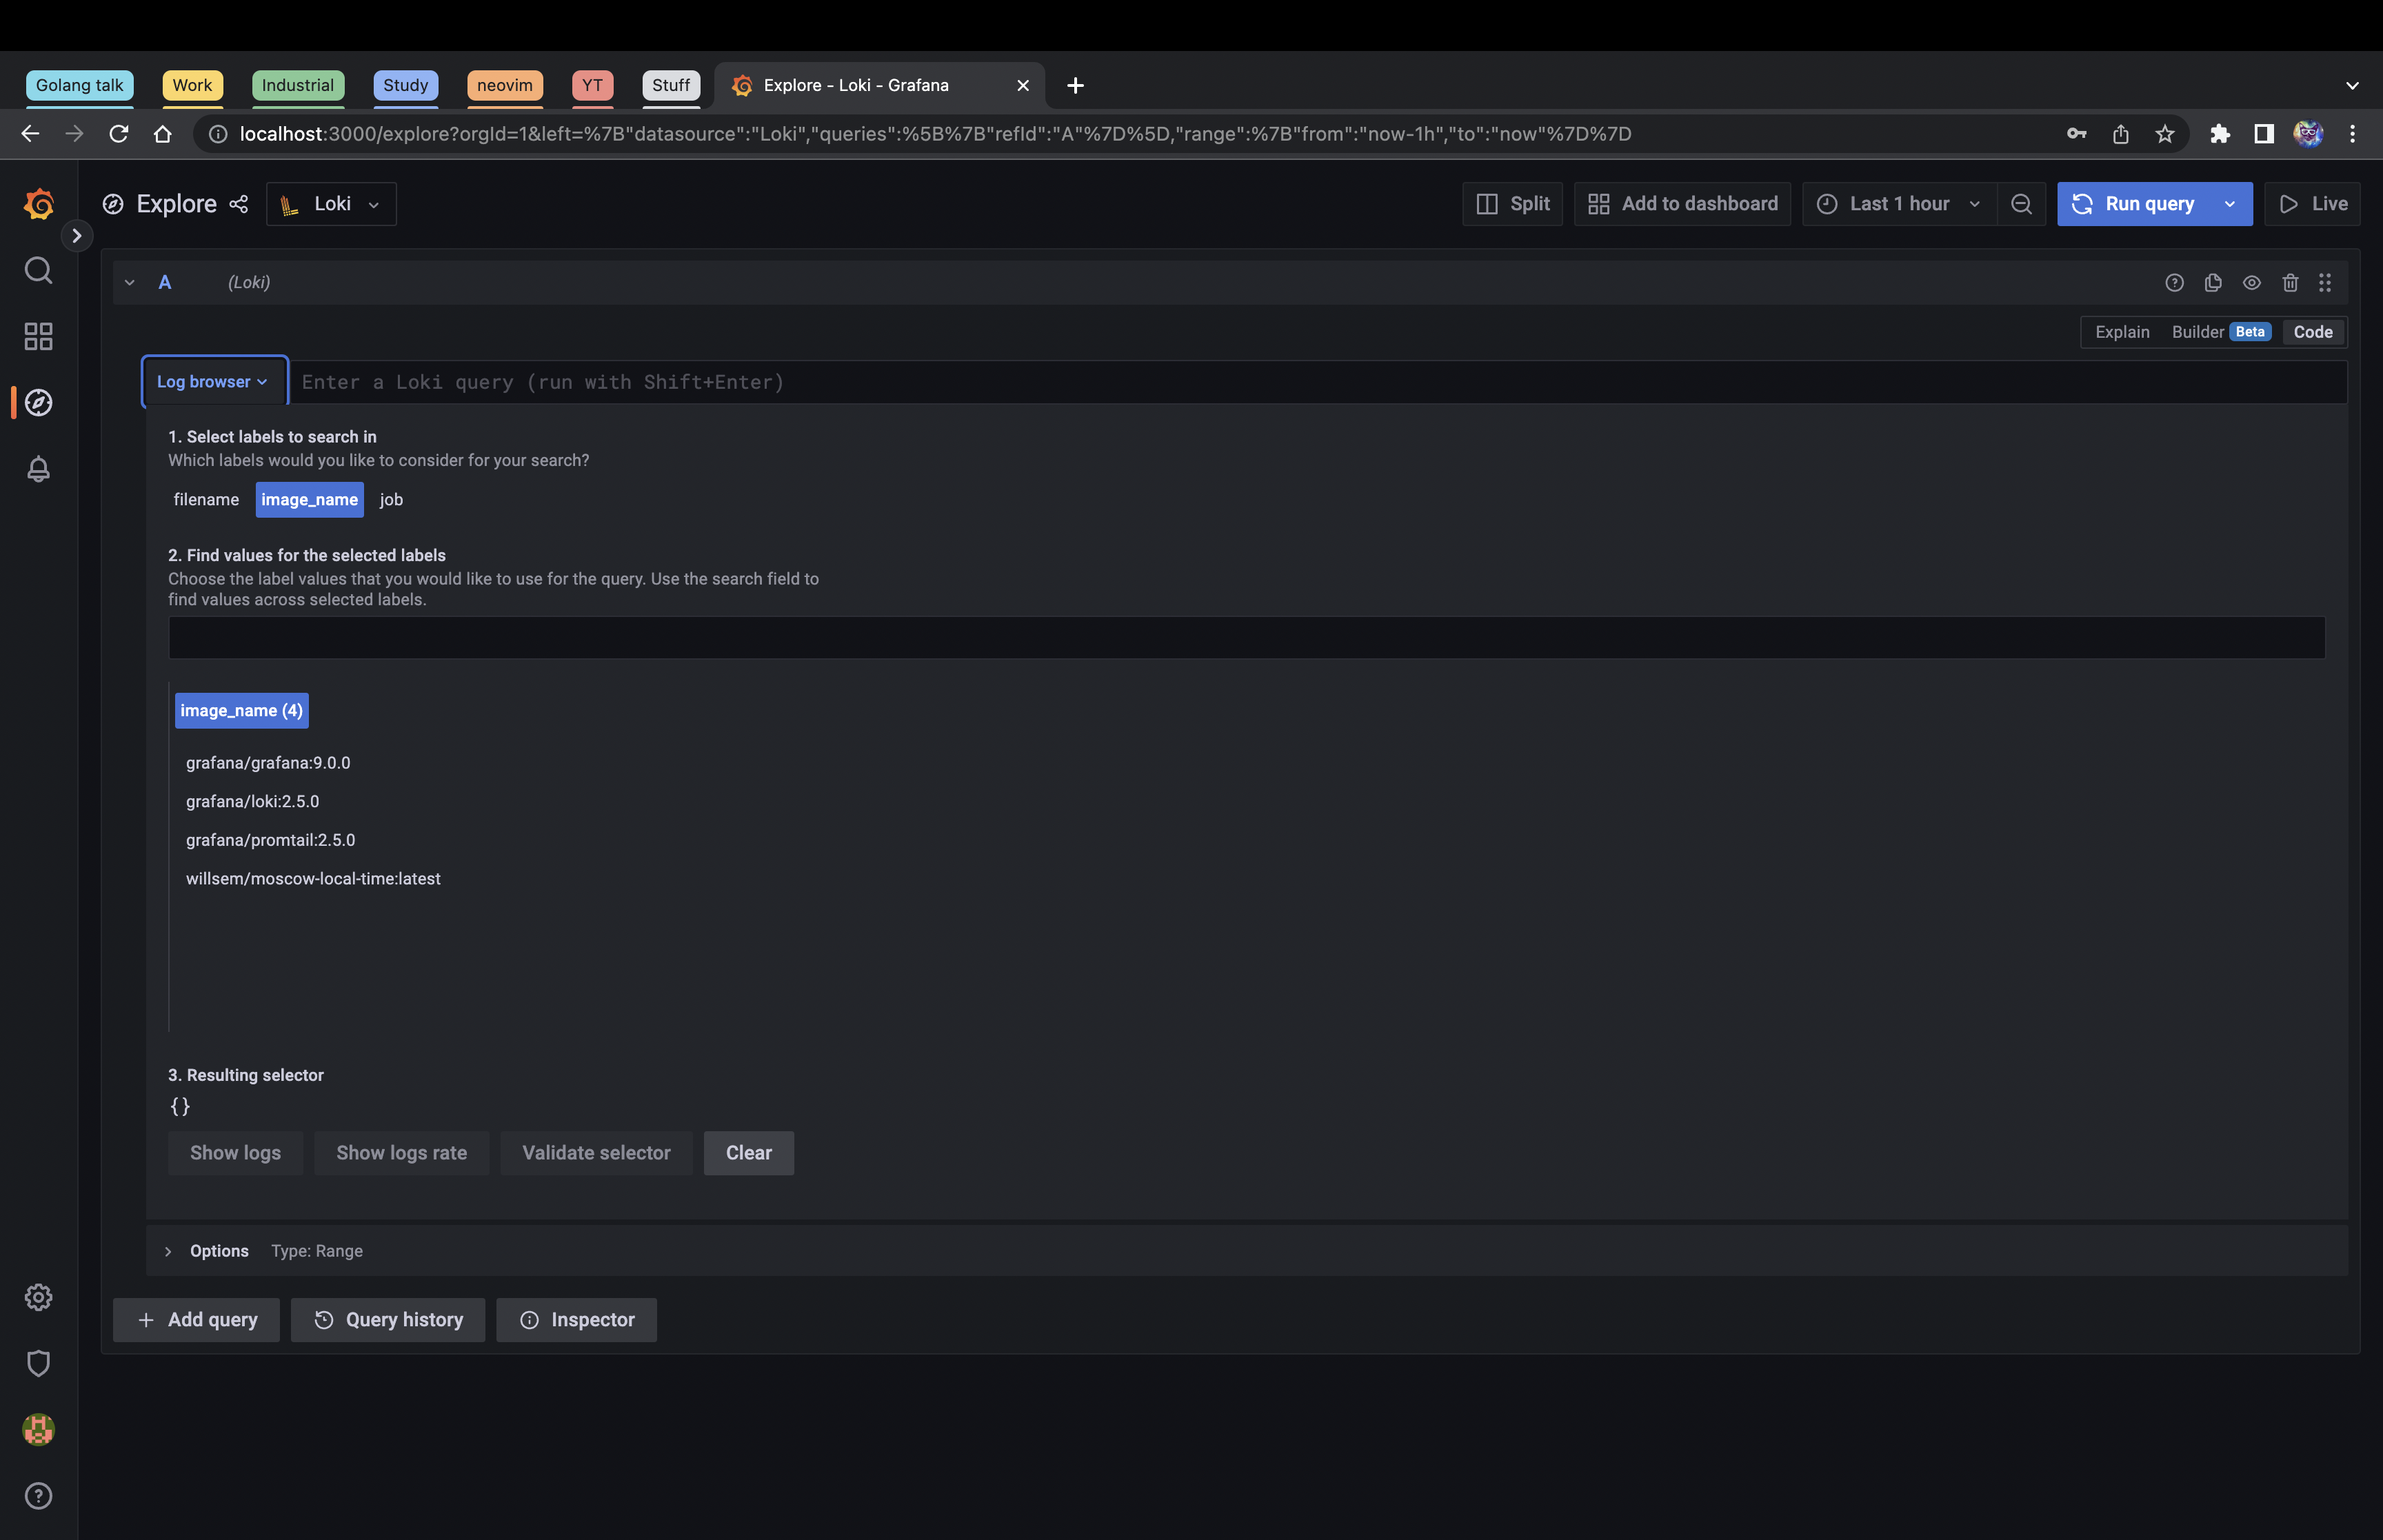 Golang talk Work Industrial Study neovim YT Stuff Explore - Loki - Grafana
localhost:3000/explore?orgId=1&left=%7B"datasource":"Loki","queries":%5B%7B"refId":"A"%7D%5D,"range":%7B"from":"now-1h","to":"now"%7D%7D
Explore Loki Split Add to dashboard Last 1 hour Run query Live
A (Loki)
Explain Builder Beta Code
Log browser Enter a Loki query (run with Shift+Enter)
1. Select labels to search in
Which labels would you like to consider for your search?
filename image_name job
2. Find values for the selected labels
Choose the label values that you would like to use for the query. Use the search field to
find values across selected labels.
image_name (4)
grafana/grafana:9.0.0
grafana/loki:2.5.0
grafana/promtail:2.5.0
willsem/moscow-local-time:latest
3. Resulting selector
{}
Show logs Show logs rate Validate selector Clear
Options Type: Range
Add query Query history Inspector